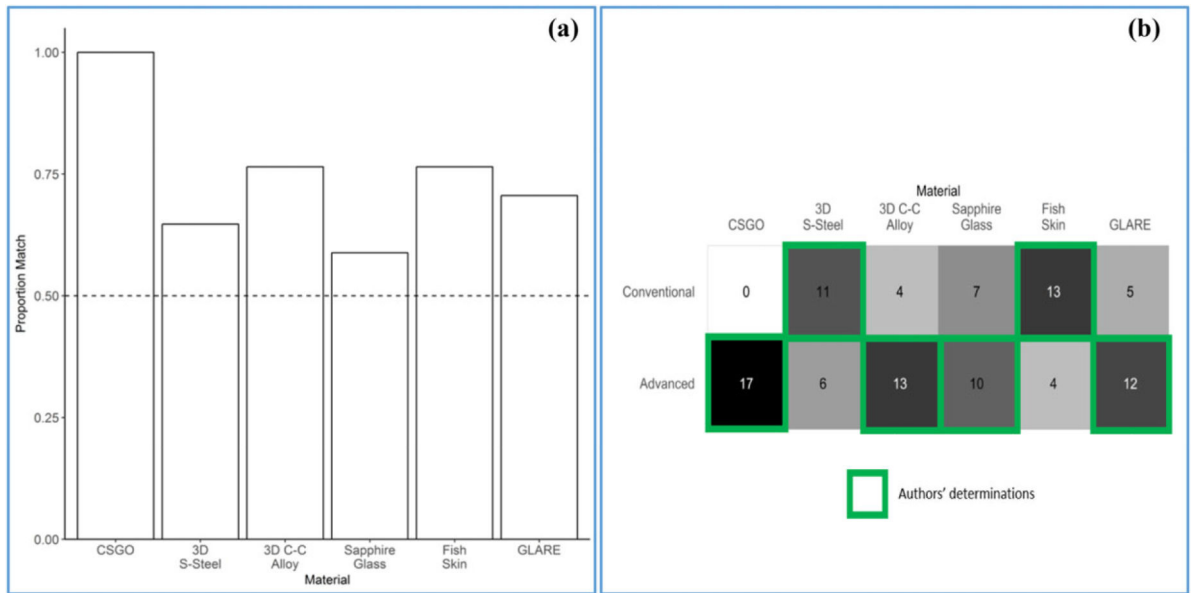 (a)
1.00
0.75
0.50
0.25
0.00
Proportion Match
CSGO
3D
S-Steel
3D C-C
Alloy
Sapphire
Glass
Fish
Skin
GLARE
Material
(b)
Material
CSGO
3D
S-Steel
3D C-C
Alloy
Sapphire
Glass
Fish
Skin
GLARE
Conventional 0 11 4 7 13 5
Advanced 17 6 13 10 4 12
Authors' determinations